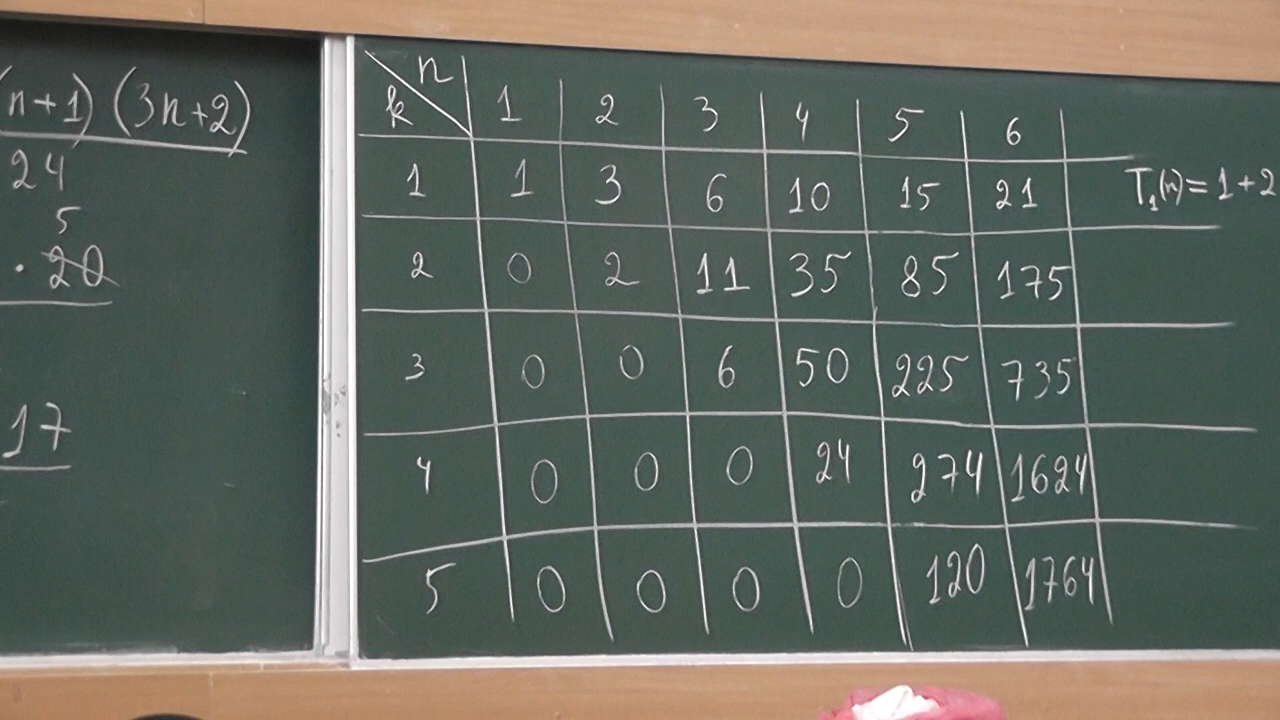 (n+1) (3n+2)
24
5
· 20
17
n
k 1 2 3 4 5 6
1 1 3 6 10 15 21 T₁(n) = 1 + 2
2 0 2 11 35 85 175
3 0 0 6 50 225 735
4 0 0 0 24 274 1624
5 0 0 0 0 120 1764